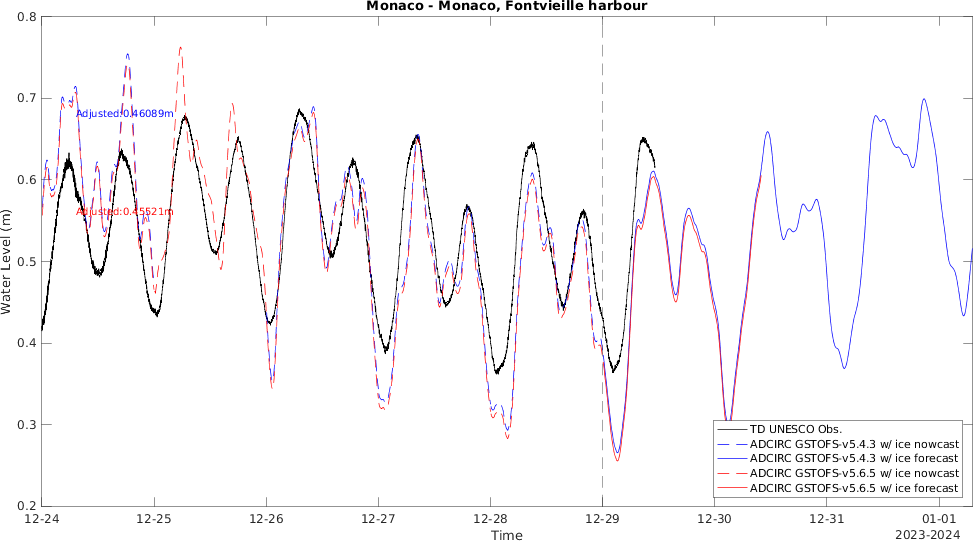 Monaco - Monaco, Fontvieille harbour
0.8
0.7
0.6
0.5
0.4
0.3
0.2
Water Level (m)
Adjusted:0.46089m
Adjusted:0.45521m
TD UNESCO Obs.
ADCIRC GSTOFS-v5.4.3 w/ ice nowcast
ADCIRC GSTOFS-v5.4.3 w/ ice forecast
ADCIRC GSTOFS-v5.6.5 w/ ice nowcast
ADCIRC GSTOFS-v5.6.5 w/ ice forecast
12-24 12-25 12-26 12-27 12-28 12-29 12-30 12-31 01-01
Time
2023-2024